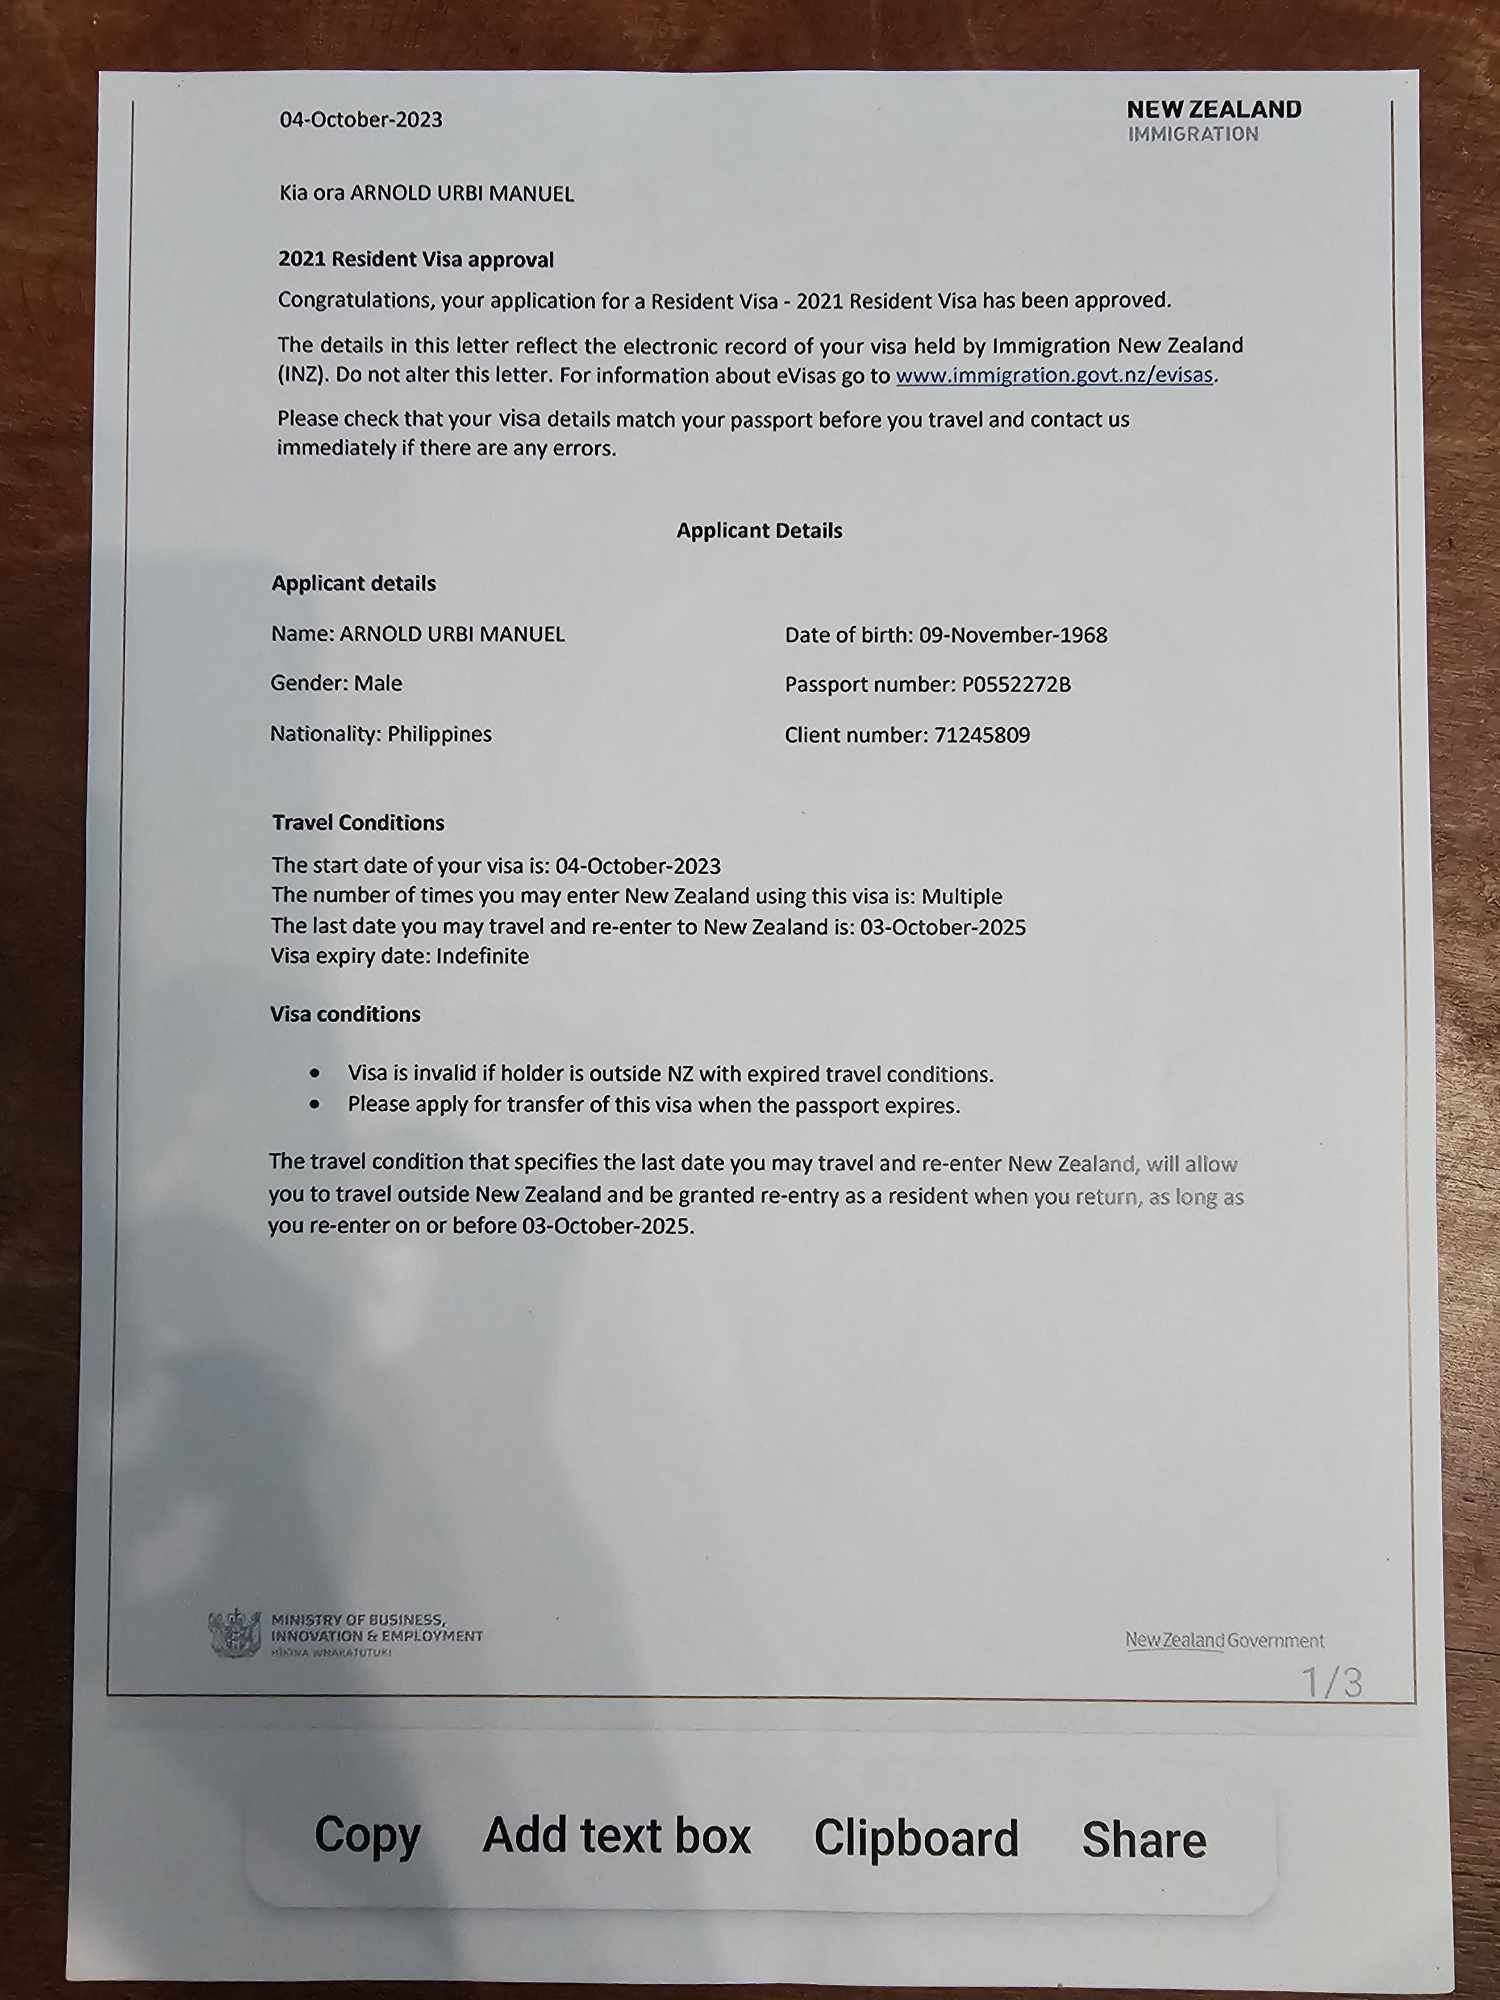 04-October-2023
NEW ZEALAND
IMMIGRATION
Kia ora ARNOLD URBI MANUEL
2021 Resident Visa approval
Congratulations, your application for a Resident Visa - 2021 Resident Visa has been approved.
The details in this letter reflect the electronic record of your visa held by Immigration New Zealand
(INZ). Do not alter this letter. For information about eVisas go to www.immigration.govt.nz/evisas.
Please check that your visa details match your passport before you travel and contact us
immediately if there are any errors.
Applicant Details
Applicant details
Name: ARNOLD URBI MANUEL
Date of birth: 09-November-1968
Gender: Male
Passport number: P0552272B
Nationality: Philippines
Client number: 71245809
Travel Conditions
The start date of your visa is: 04-October-2023
The number of times you may enter New Zealand using this visa is: Multiple
The last date you may travel and re-enter to New Zealand is: 03-October-2025
Visa expiry date: Indefinite
Visa conditions
• Visa is invalid if holder is outside NZ with expired travel conditions.
• Please apply for transfer of this visa when the passport expires.
The travel condition that specifies the last date you may travel and re-enter New Zealand, will allow
you to travel outside New Zealand and be granted re-entry as a resident when you return, as long as
you re-enter on or before 03-October-2025.
MINISTRY OF BUSINESS,
INNOVATION & EMPLOYMENT
HĪKINA WHAKATUTUKI
New Zealand Government
1/3
Copy Add text box Clipboard Share